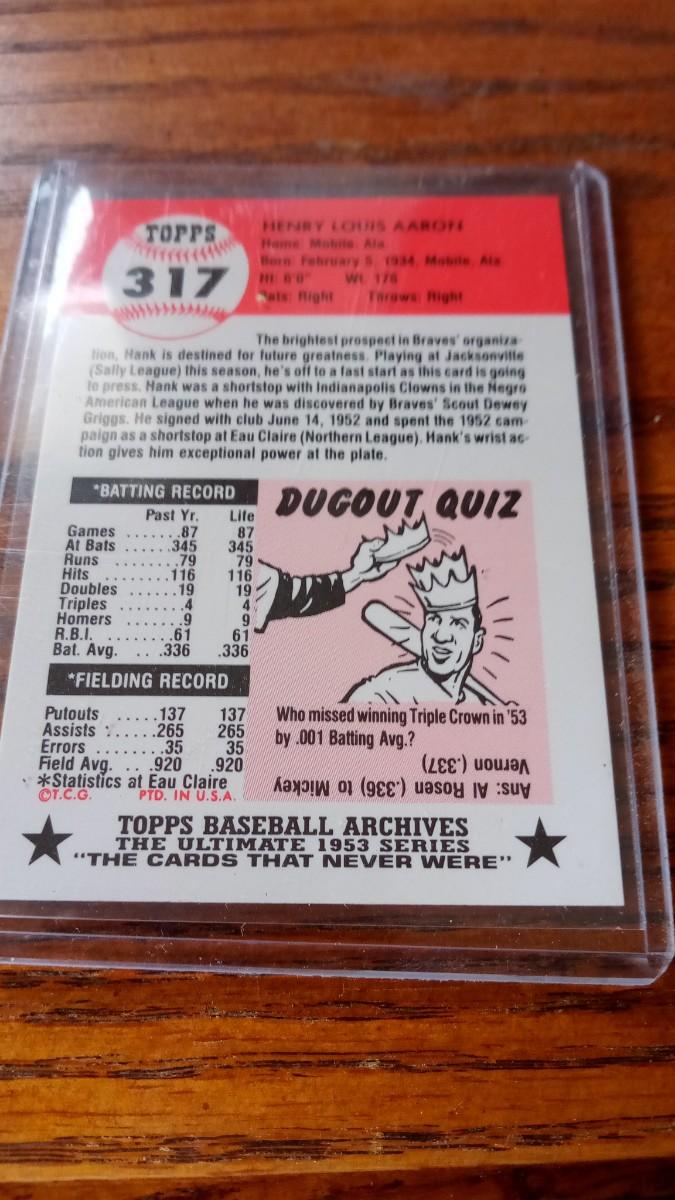 TOPPS
317
HENRY LOUIS AARON
Home: Mobile, Ala.
Born: February 5, 1934, Mobile, Ala.
Ht: 6'0" Wt. 178
Bats: Right Throws: Right
The brightest prospect in Braves' organiza-
tion, Hank is destined for future greatness. Playing at Jacksonville
(Sally League) this season, he's off to a fast start as this card is going
to press. Hank was a shortstop with Indianapolis Clowns in the Negro
American League when he was discovered by Braves' Scout Dewey
Griggs. He signed with club June 14, 1952 and spent the 1952 cam-
paign as a shortstop at Eau Claire (Northern League). Hank's wrist ac-
tion gives him exceptional power at the plate.
*BATTING RECORD
Past Yr. Life
Games .......87 87
At Bats ......345 345
Runs .........79 79
Hits .........116 116
Doubles ......19 19
Triples ........4 4
Homers ........9 9
R.B.I. ........61 61
Bat. Avg. ....336 .336
*FIELDING RECORD
Putouts .....137 137
Assists ......265 265
Errors ........35 35
Field Avg. ...920 .920
*Statistics at Eau Claire
©T.C.G. PTD. IN U.S.A.
DUGOUT QUIZ
Who missed winning Triple Crown in '53
by .001 Batting Avg.?
Ans: Al Rosen (.336) to Mickey
Vernon (.337)
TOPPS BASEBALL ARCHIVES
THE ULTIMATE 1953 SERIES
"THE CARDS THAT NEVER WERE"